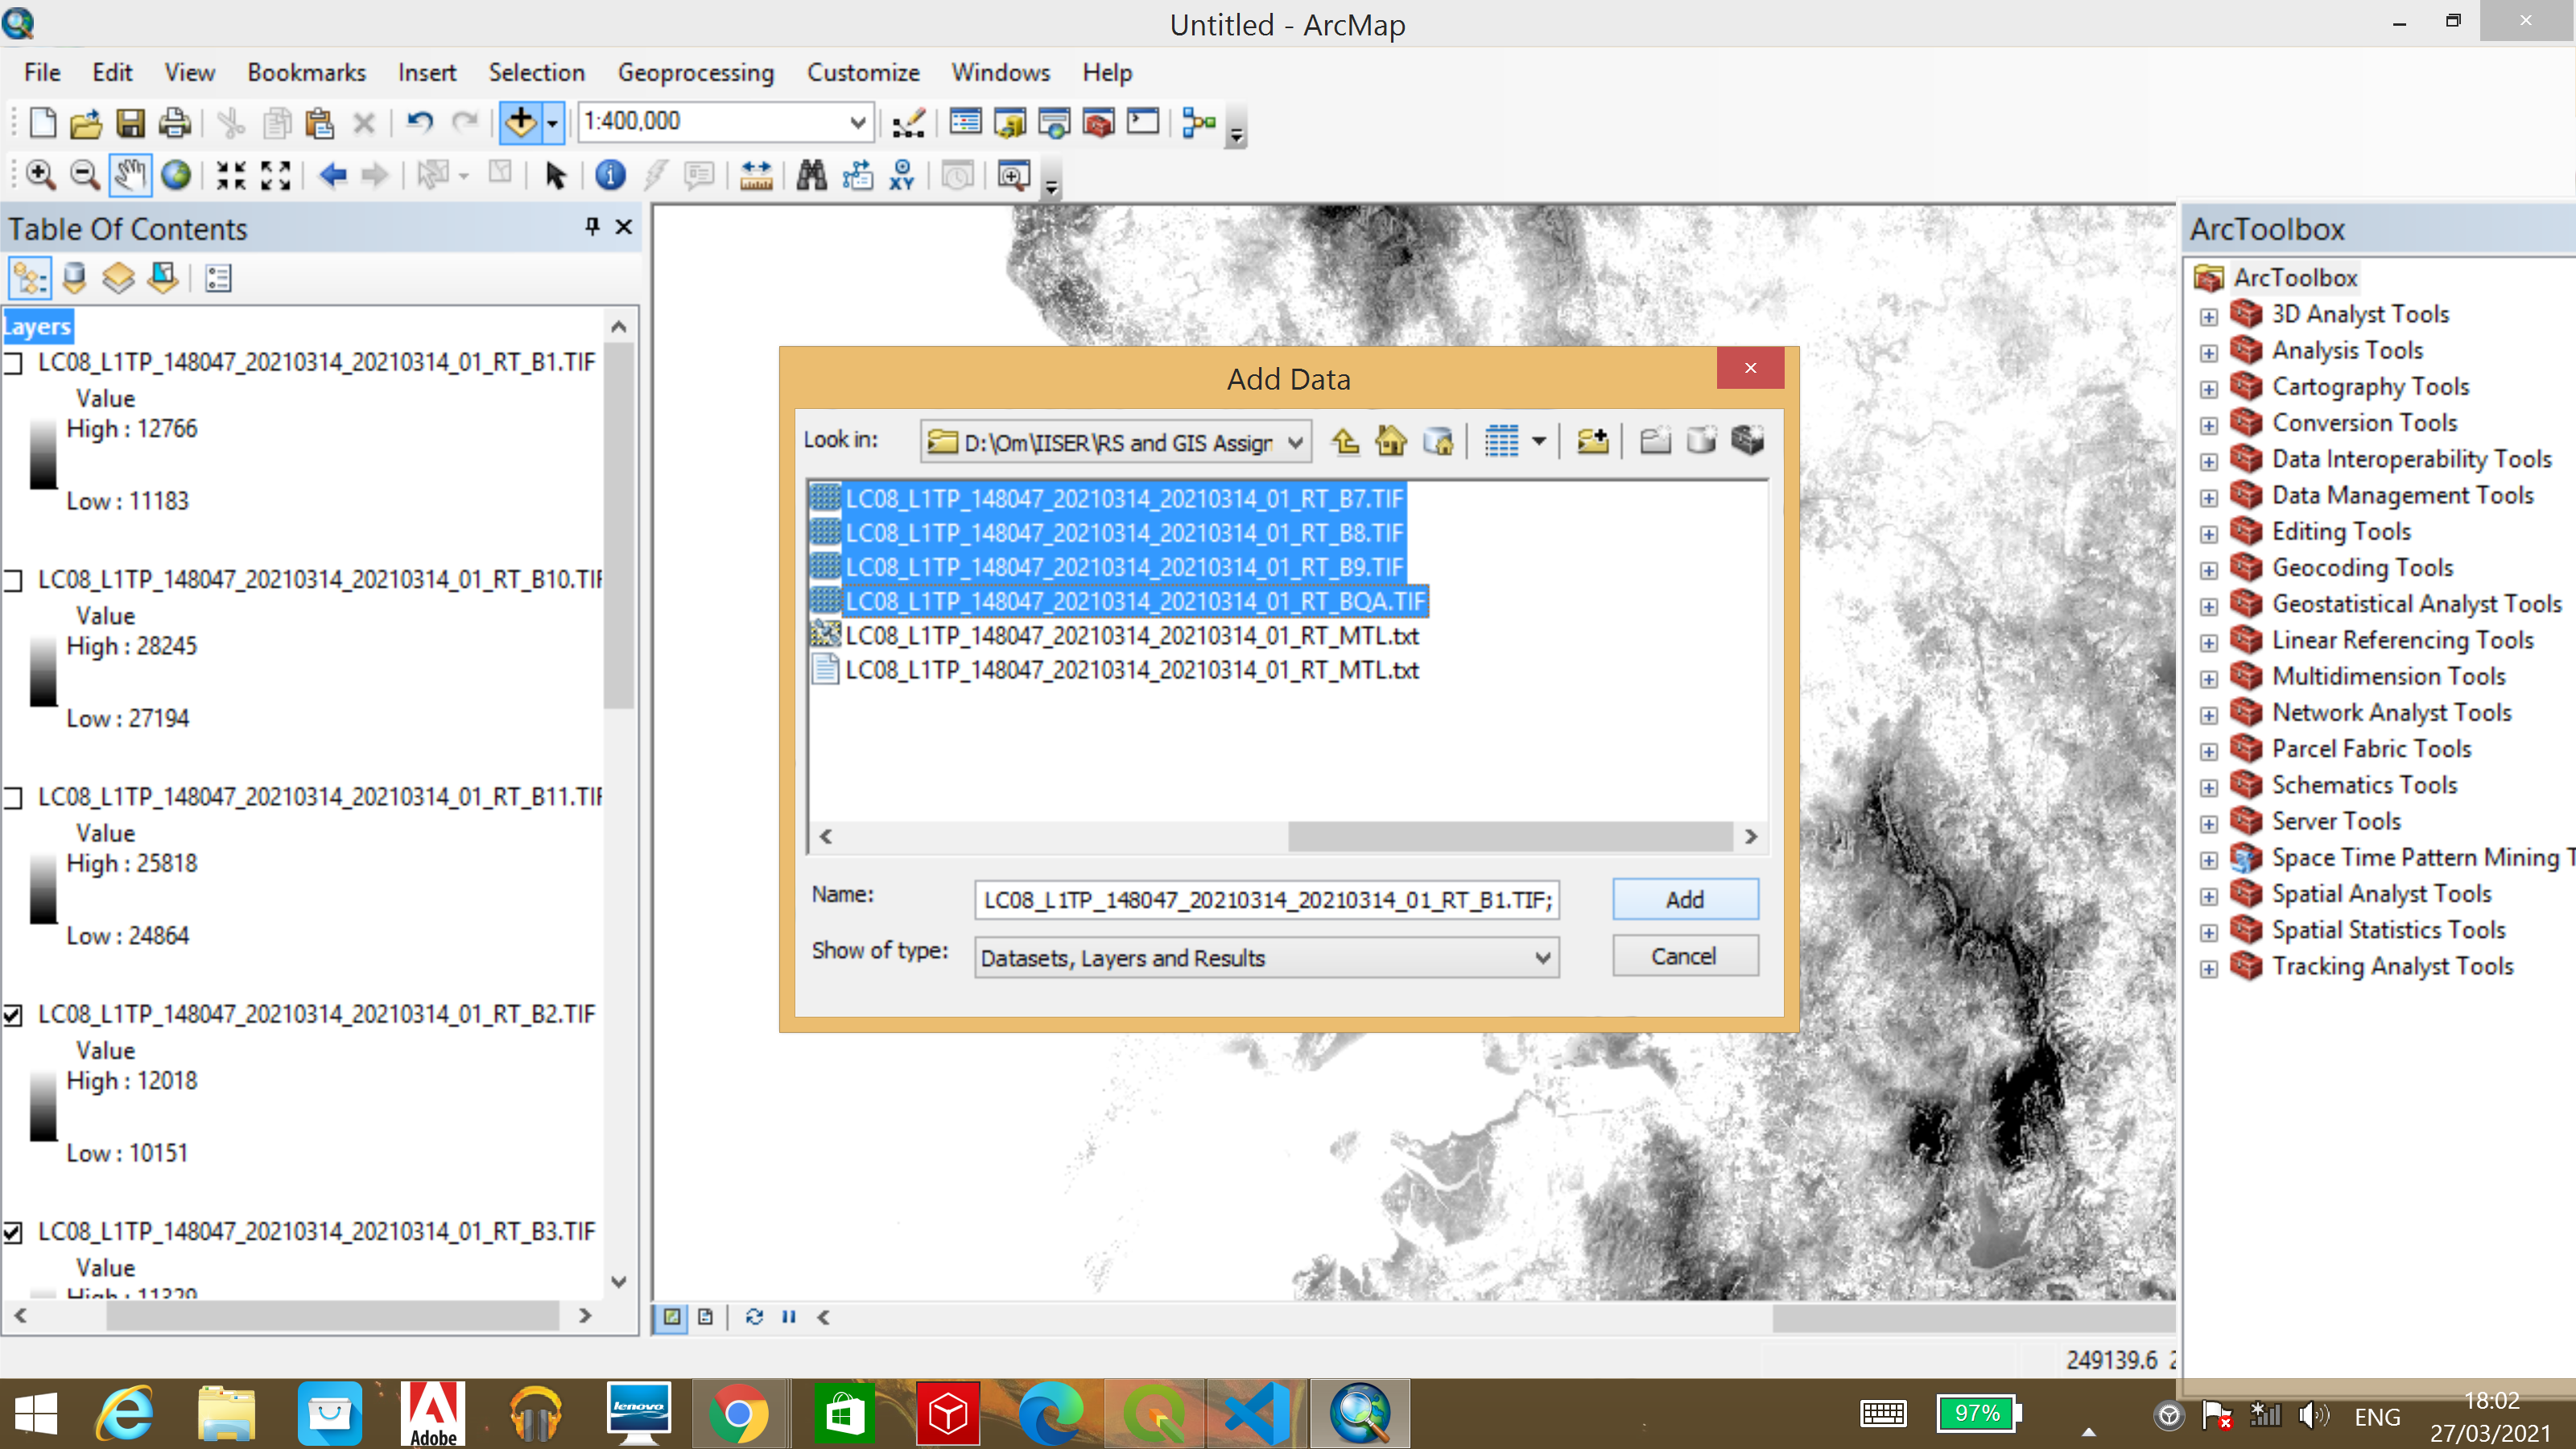 Untitled - ArcMap
File Edit View Bookmarks Insert Selection Geoprocessing Customize Windows Help
1:400,000
XY
Table Of Contents
Layers
LC08_L1TP_148047_20210314_20210314_01_RT_B1.TIF
Value
High : 12766
Low : 11183
LC08_L1TP_148047_20210314_20210314_01_RT_B10.TIF
Value
High : 28245
Low : 27194
LC08_L1TP_148047_20210314_20210314_01_RT_B11.TIF
Value
High : 25818
Low : 24864
LC08_L1TP_148047_20210314_20210314_01_RT_B2.TIF
Value
High : 12018
Low : 10151
LC08_L1TP_148047_20210314_20210314_01_RT_B3.TIF
Value
High : 11329
Add Data
Look in: D:\Om\IISER\RS and GIS Assign
LC08_L1TP_148047_20210314_20210314_01_RT_B7.TIF
LC08_L1TP_148047_20210314_20210314_01_RT_B8.TIF
LC08_L1TP_148047_20210314_20210314_01_RT_B9.TIF
LC08_L1TP_148047_20210314_20210314_01_RT_BQA.TIF
LC08_L1TP_148047_20210314_20210314_01_RT_MTL.txt
LC08_L1TP_148047_20210314_20210314_01_RT_MTL.txt
Name: LC08_L1TP_148047_20210314_20210314_01_RT_B1.TIF; Add
Show of type: Datasets, Layers and Results Cancel
ArcToolbox
ArcToolbox
3D Analyst Tools
Analysis Tools
Cartography Tools
Conversion Tools
Data Interoperability Tools
Data Management Tools
Editing Tools
Geocoding Tools
Geostatistical Analyst Tools
Linear Referencing Tools
Multidimension Tools
Network Analyst Tools
Parcel Fabric Tools
Schematics Tools
Server Tools
Space Time Pattern Mining T
Spatial Analyst Tools
Spatial Statistics Tools
Tracking Analyst Tools
249139.6 2
Adobe
lenovo
97%
ENG
18:02
27/03/2021